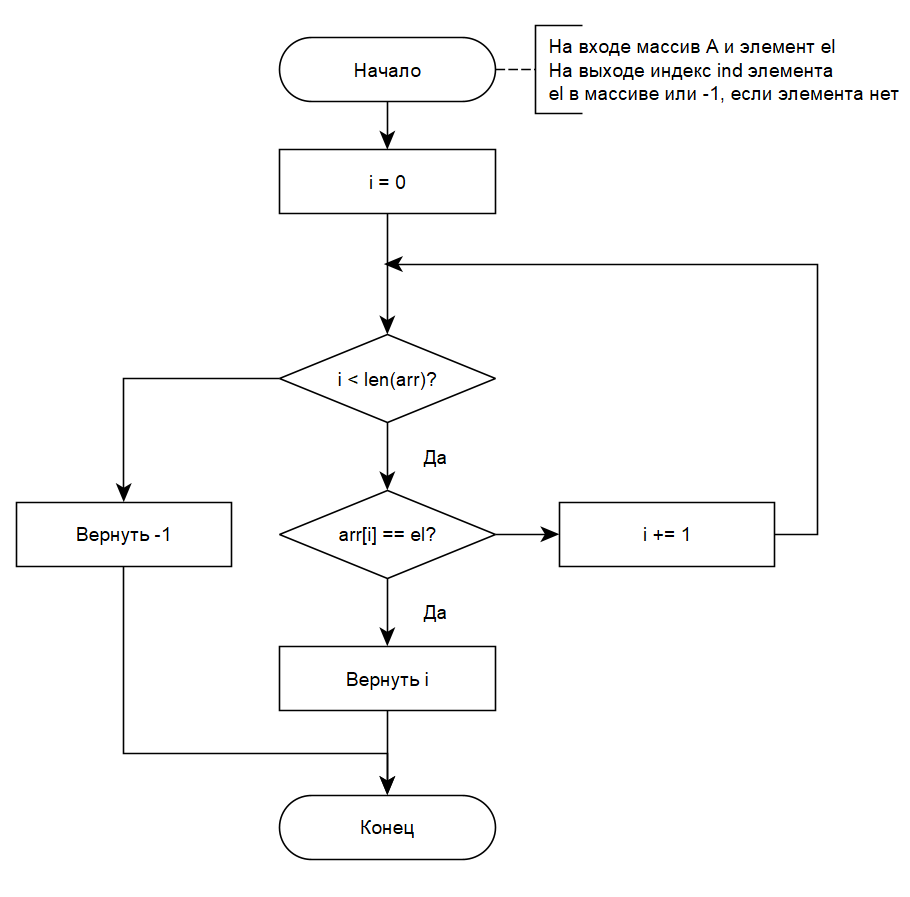 Начало
На входе массив A и элемент el
На выходе индекс ind элемента
el в массиве или -1, если элемента нет
i = 0
i < len(arr)?
Да
Вернуть -1
arr[i] == el?
i += 1
Да
Вернуть i
Конец